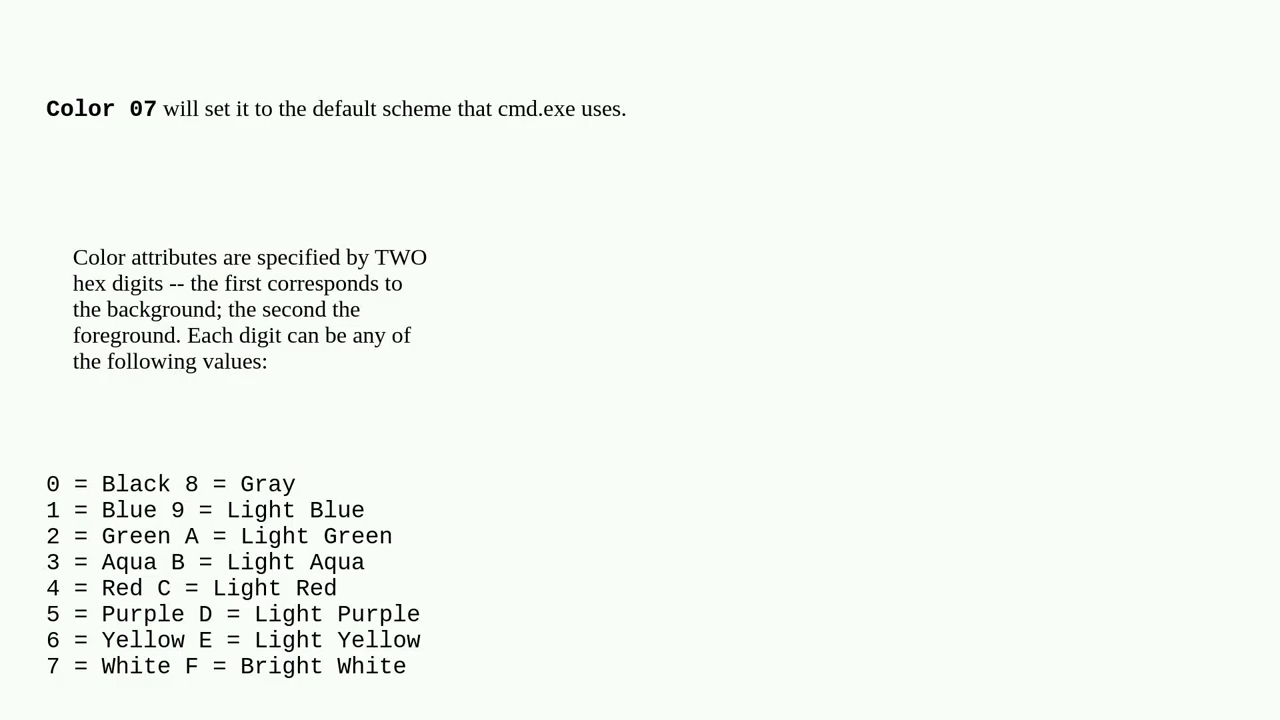 Color 07 will set it to the default scheme that cmd.exe uses.
Color attributes are specified by TWO
hex digits -- the first corresponds to
the background; the second the
foreground. Each digit can be any of
the following values:
0 = Black 8 = Gray
1 = Blue 9 = Light Blue
2 = Green A = Light Green
3 = Aqua B = Light Aqua
4 = Red C = Light Red
5 = Purple D = Light Purple
6 = Yellow E = Light Yellow
7 = White F = Bright White